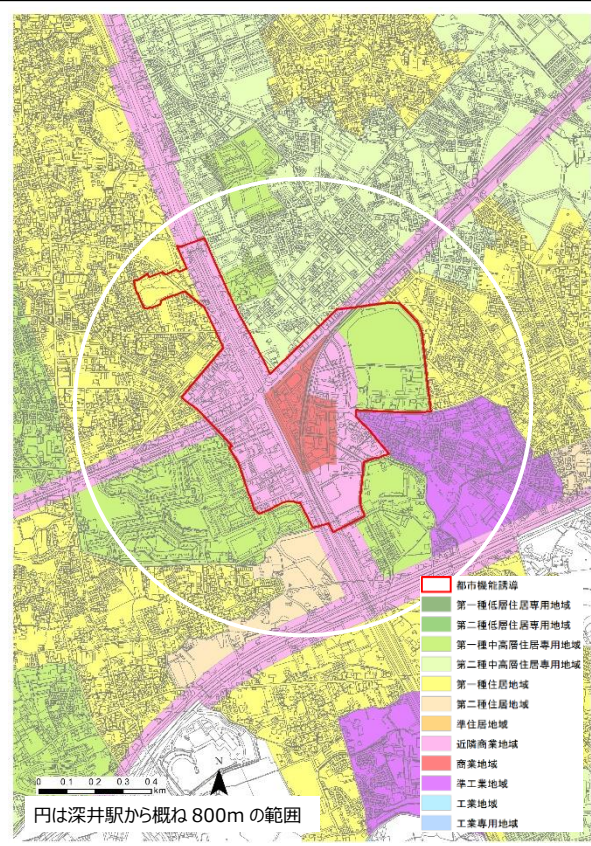 都市機能誘導
第一種低層住居専用地域
第二種低層住居専用地域
第一種中高層住居専用地域
第二種中高層住居専用地域
第一種住居地域
第二種住居地域
準住居地域
近隣商業地域
商業地域
準工業地域
工業地域
工業専用地域
N
0 0.1 0.2 0.3 0.4
km
円は深井駅から概ね 800m の範囲